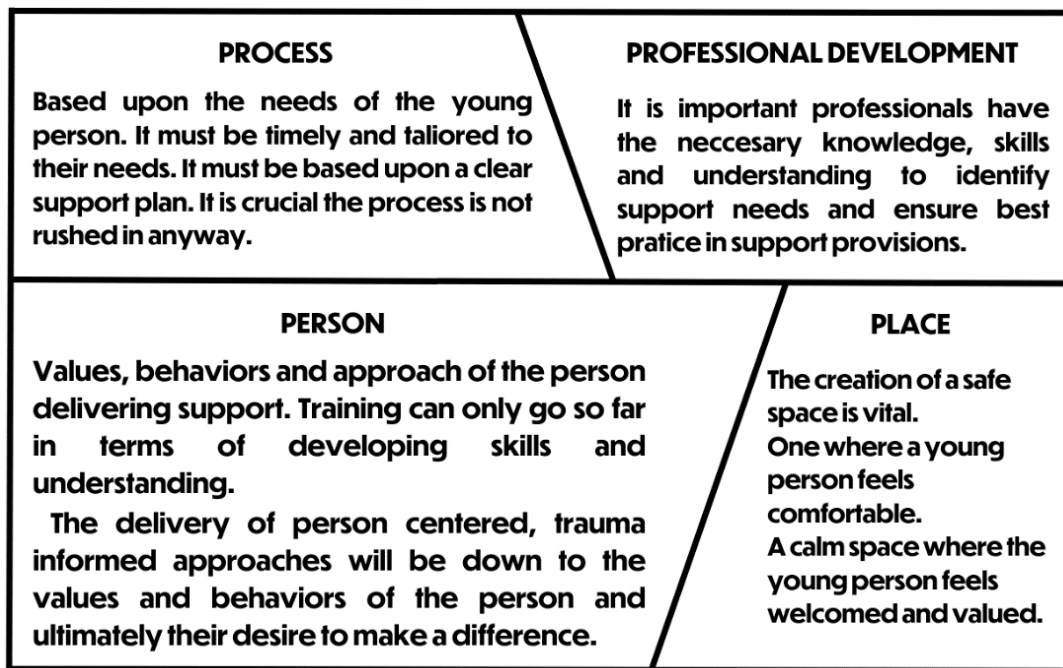 PROCESS
Based upon the needs of the young
person. It must be timely and taliored to
their needs. It must be based upon a clear
support plan. It is crucial the process is not
rushed in anyway.
PROFESSIONAL DEVELOPMENT
It is important professionals have
the neccesary knowledge, skills
and understanding to identify
support needs and ensure best
pratice in support provisions.
PERSON
Values, behaviors and approach of the person
delivering support. Training can only go so far
in terms of developing skills and
understanding.
The delivery of person centered, trauma
informed approaches will be down to the
values and behaviors of the person and
ultimately their desire to make a difference.
PLACE
The creation of a safe
space is vital.
One where a young
person feels
comfortable.
A calm space where the
young person feels
welcomed and valued.